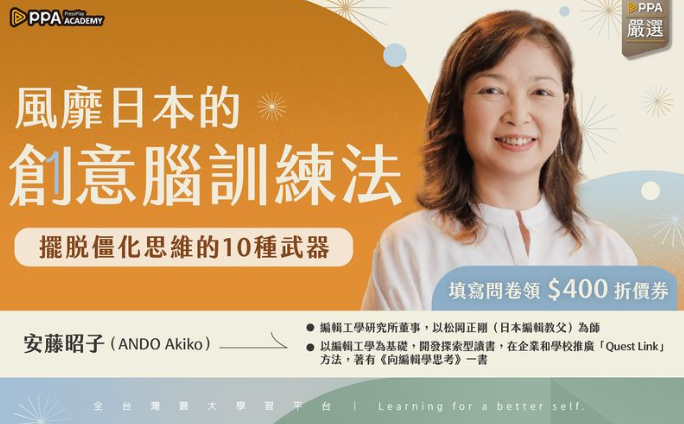 PPA PressPlay ACADEMY
PPA
嚴選
風靡日本的
創意腦訓練法
擺脫僵化思維的10種武器
填寫問卷領 $400 折價券
安藤昭子（ANDO Akiko）
● 編輯工學研究所董事，以松岡正剛（日本編輯教父）為師
● 以編輯工學為基礎，開發探索型讀書，在企業和學校推廣「Quest Link」
方法，著有《向編輯學思考》一書
全台灣最大學習平台 ｜ Learning for a better self.